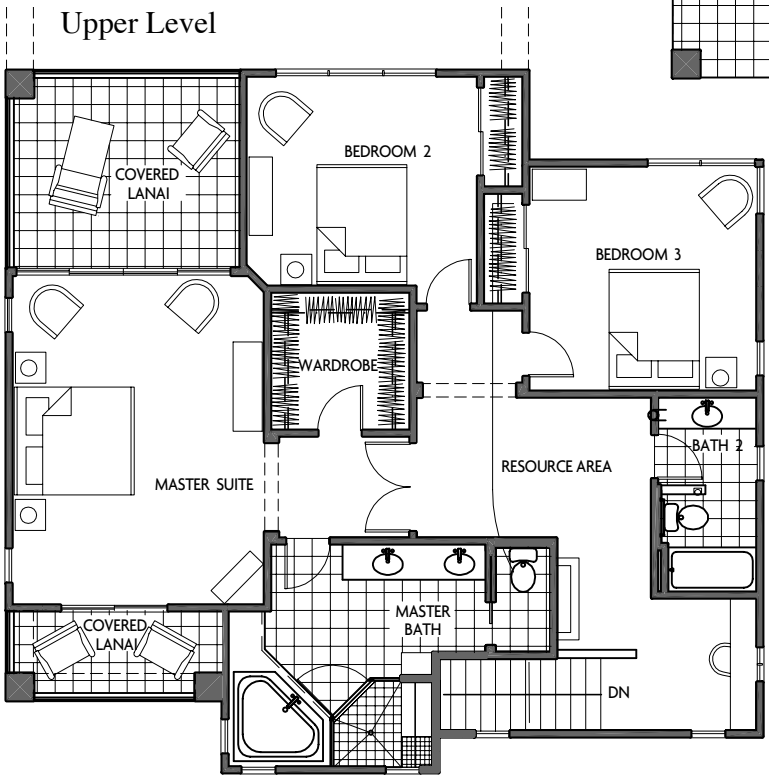 Upper Level
BEDROOM 2
COVERED
LANAI
BEDROOM 3
WARDROBE
BATH 2
RESOURCE AREA
MASTER SUITE
MASTER
BATH
COVERED
LANAI
DN